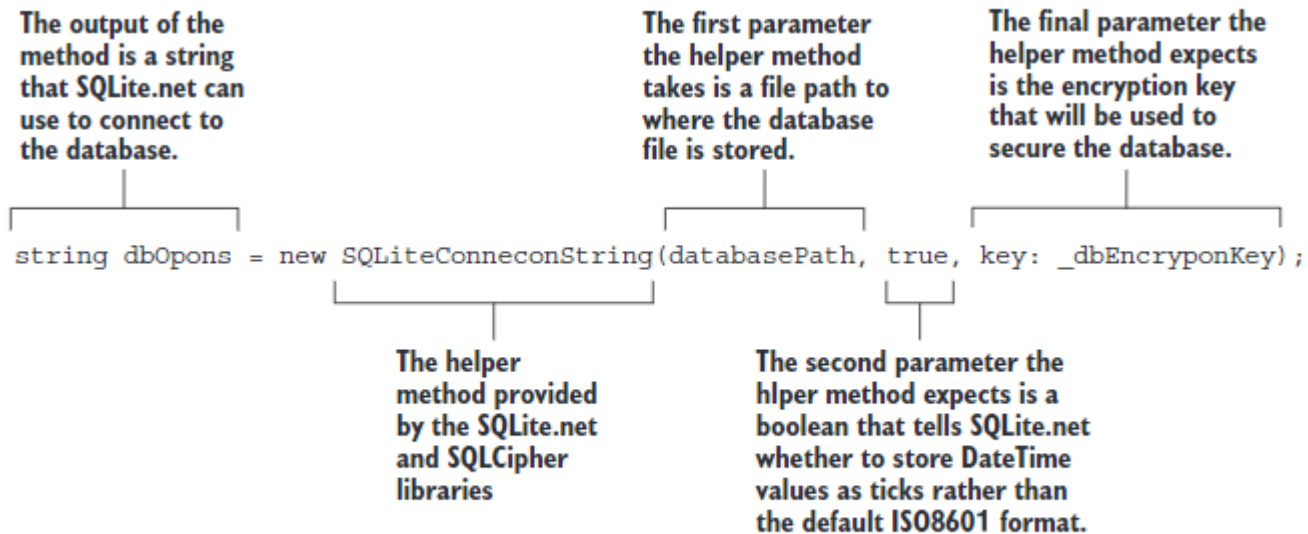 The output of the
method is a string
that SQLite.net can
use to connect to
the database.
The first parameter
the helper method
takes is a file path to
where the database
file is stored.
The final parameter the
helper method expects
is the encryption key
that will be used to
secure the database.
string dbOpons = new SQLiteConneconString(databasePath, true, key: _dbEncryponKey);
The helper
method provided
by the SQLite.net
and SQLCipher
libraries
The second parameter the
hlper method expects is a
boolean that tells SQLite.net
whether to store DateTime
values as ticks rather than
the default ISO8601 format.